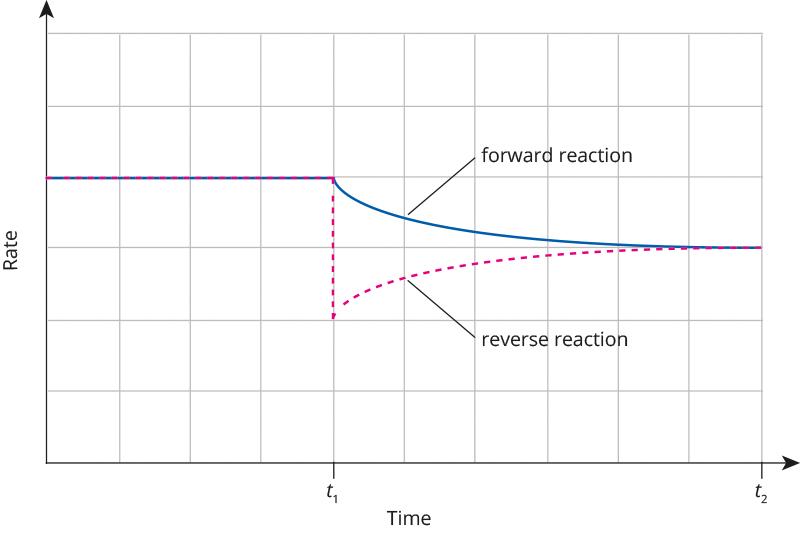 forward reaction
Rate
reverse reaction
t₁
t₂
Time